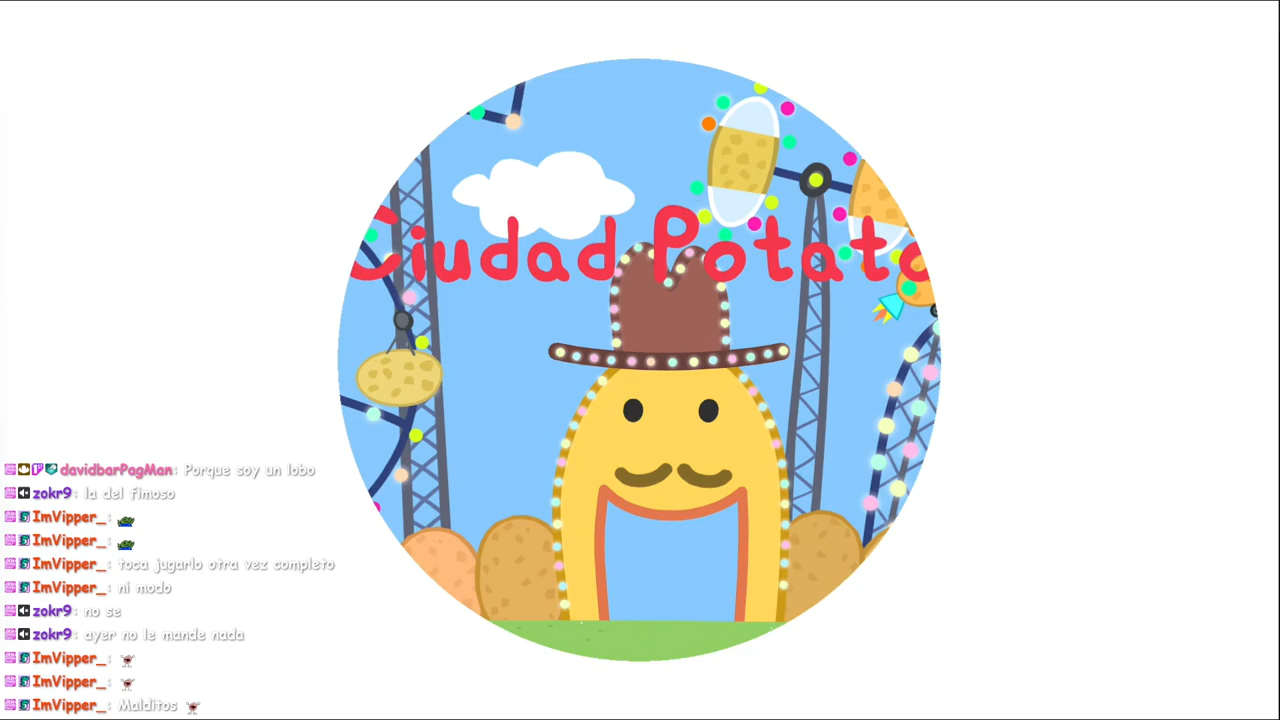 Ciudad Potato
davidbarPagMan: Porque soy un lobo
zokr9: la del fimoso
ImVipper_:
ImVipper_:
ImVipper_: toca jugarlo otra vez completo
ImVipper_: ni modo
zokr9: no se
zokr9: ayer no le mande nada
ImVipper_:
ImVipper_:
ImVipper_: Malditos